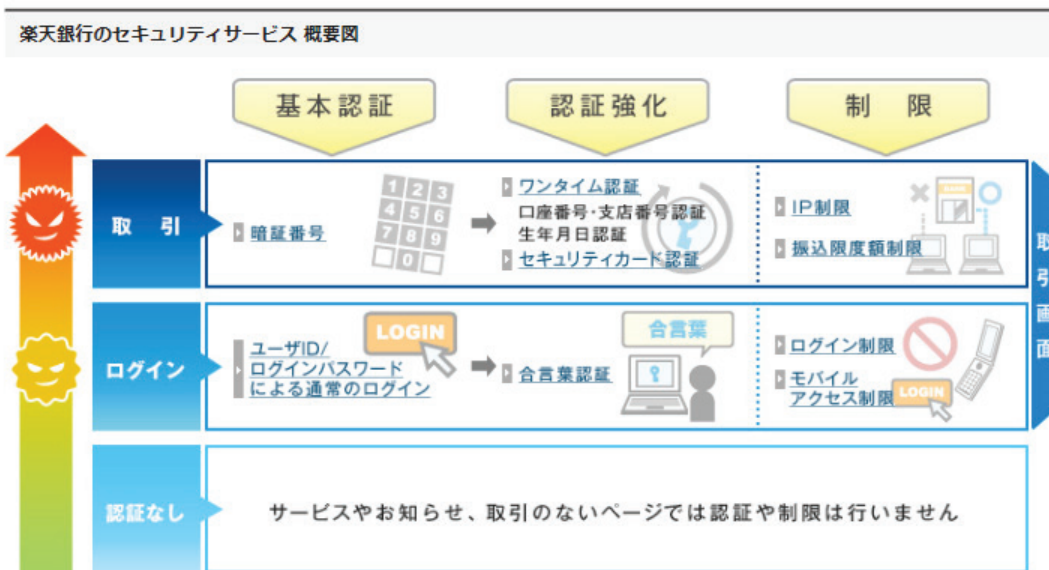 楽天銀行のセキュリティサービス 概要図
基本認証
認証強化
制 限
取 引
暗証番号
1 2 3
4 5 6
7 8 9
0
ワンタイム認証
口座番号・支店番号認証
生年月日認証
セキュリティカード認証
IP制限
振込限度額制限
取引画面
ログイン
ユーザID/
ログインパスワード
による通常のログイン
LOGIN
合言葉認証
合言葉
ログイン制限
モバイル
アクセス制限
LOGIN
認証なし
サービスやお知らせ、取引のないページでは認証や制限は行いません